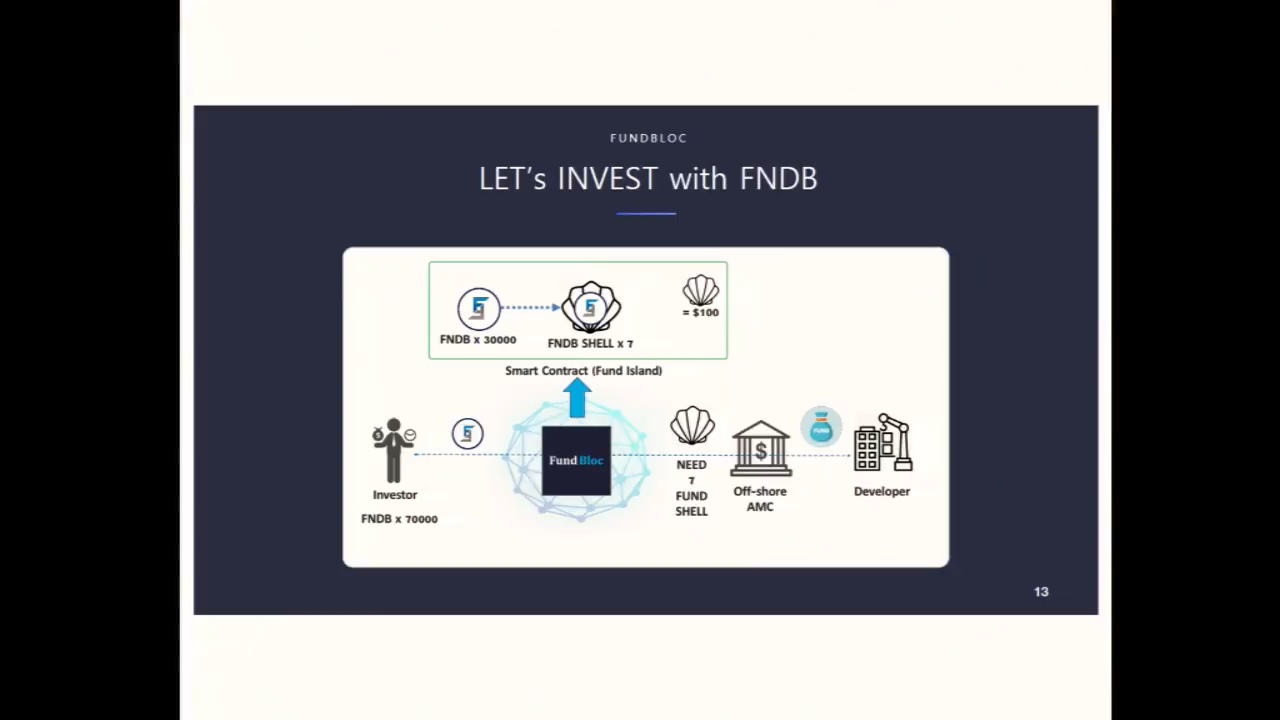 FUNDBLOC
LET's INVEST with FNDB
= $100
FNDB x 30000
FNDB SHELL x 7
Smart Contract (Fund Island)
FundBloc
FUND
NEED
7
FUND
SHELL
Investor
FNDB x 70000
Off-shore
AMC
Developer
13